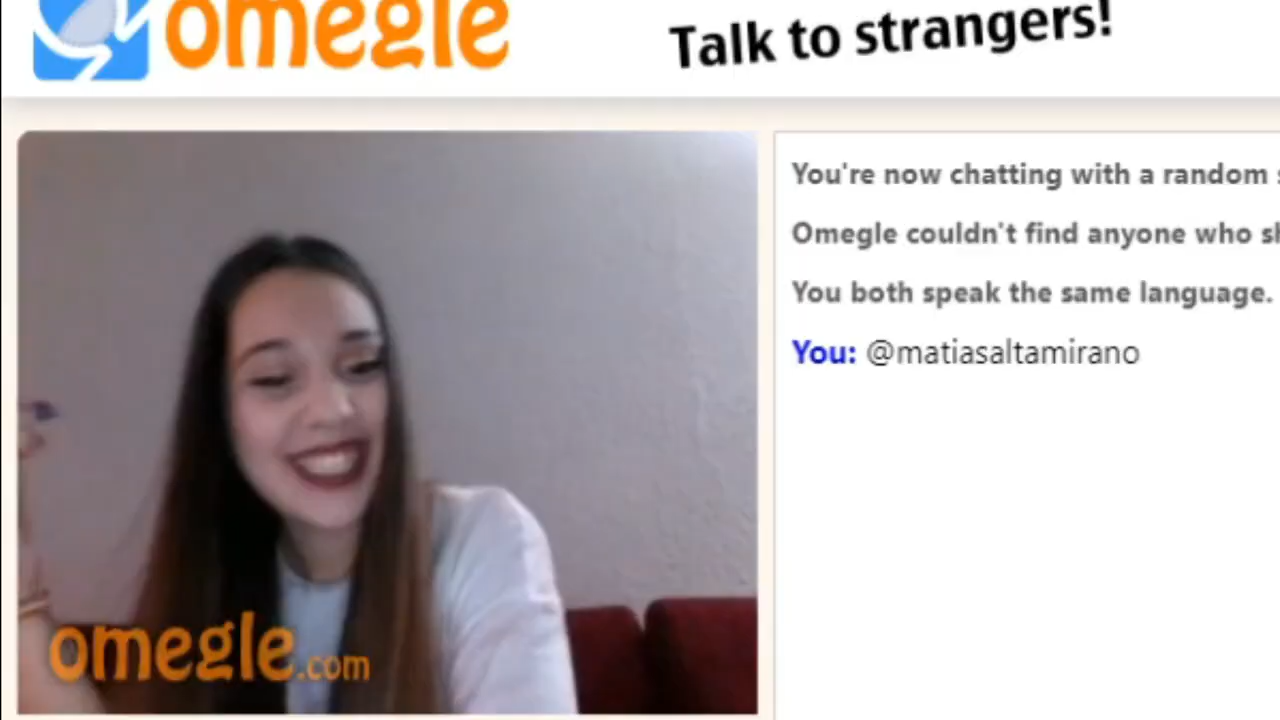 omegle
Talk to strangers!
You're now chatting with a random
Omegle couldn't find anyone who
You both speak the same language.
You: @matiasaltamirano
omegle.com